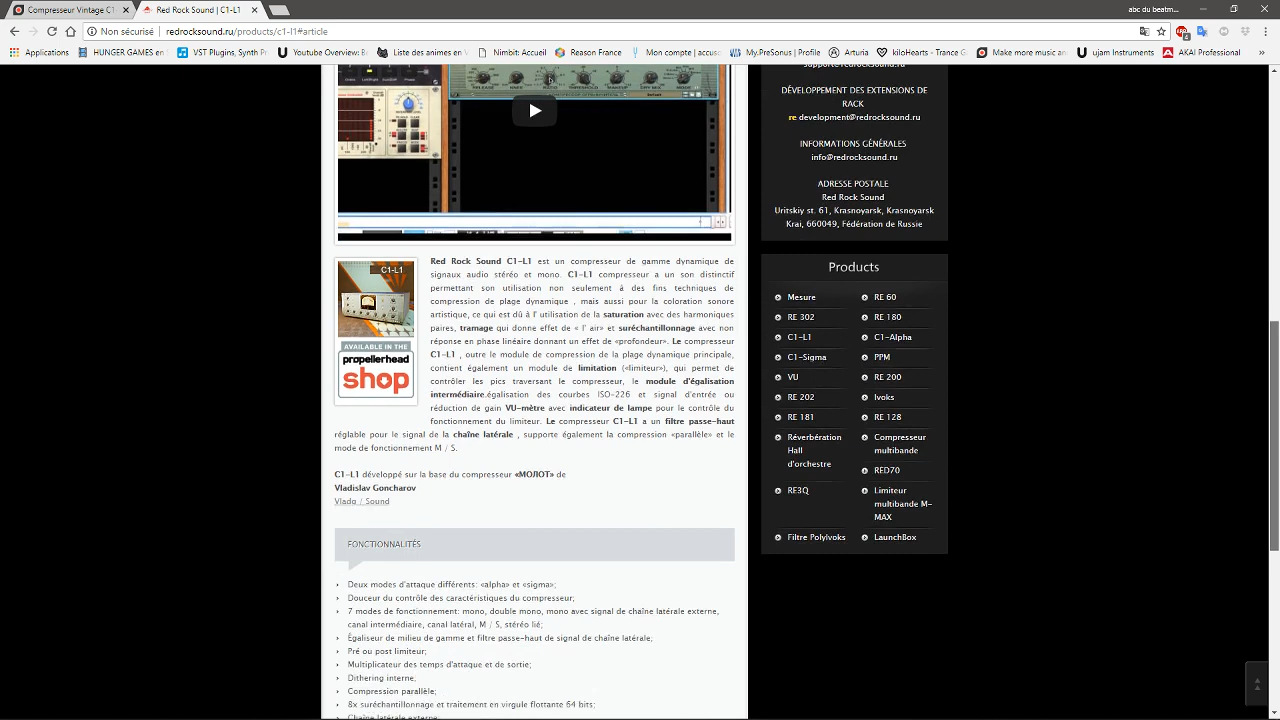 Compresseur Vintage C1
Red Rock Sound | C1-L1
abc du beatm...
Non sécurisé
redrocksound.ru/products/c1-l1#article
Applications
HUNGER GAMES en S
VST Plugins, Synth Pr
Youtube Overview: Bo
Liste des animes en V
Nimbit: Accueil
Reason France
Mon compte | accusc
My.PreSonus | Profile
Arturia
kiloHearts - Trance G
Make more music and
ujam Instruments
AKAI Professional
»
RELEASE
RATIO
THRESHOLD
MAKEUP
DRY MIX
supporte redrocksound.ru
DÉVELOPPEMENT DES EXTENSIONS DE
RACK
re development@redrocksound.ru
INFORMATIONS GÉNÉRALES
info@redrocksound.ru
ADRESSE POSTALE
Red Rock Sound
Uritskiy st. 61, Krasnoyarsk, Krasnoyarsk
Krai, 660049, Fédération de Russie
C1-L1
AVAILABLE IN THE
propellerhead
shop
Red Rock Sound C1-L1 est un compresseur de gamme dynamique de
signaux audio stéréo et mono. C1-L1 compresseur a un son distinctif
permettant son utilisation non seulement à des fins techniques de
compression de plage dynamique , mais aussi pour la coloration sonore
artistique, ce qui est dû à l' utilisation de la saturation avec des harmoniques
paires, tramage qui donne effet de « l' air» et suréchantillonnage avec non
réponse en phase linéaire donnant un effet de «profondeur». Le compresseur
C1-L1 , outre le module de compression de la plage dynamique principale,
contient également un module de limitation («limiteur»), qui permet de
contrôler les pics traversant le compresseur, le module d'égalisation
intermédiaire.égalisation des courbes ISO-226 et signal d'entrée ou
réduction de gain VU-mètre avec indicateur de lampe pour le contrôle du
fonctionnement du limiteur. Le compresseur C1-L1 a un filtre passe-haut
réglable pour le signal de la chaîne latérale , supporte également la compression «parallèle» et le
mode de fonctionnement M / S.
C1-L1 développé sur la base du compresseur «МОЛОТ» de
Vladislav Goncharov
Vladg / Sound
FONCTIONNALITÉS
Deux modes d'attaque différents: «alpha» et «sigma»;
Douceur du contrôle des caractéristiques du compresseur;
7 modes de fonctionnement: mono, double mono, mono avec signal de chaîne latérale externe,
canal intermédiaire, canal latéral, M / S, stéréo lié;
Égaliseur de milieu de gamme et filtre passe-haut de signal de chaîne latérale;
Pré ou post limiteur;
Multiplicateur des temps d'attaque et de sortie;
Dithering interne;
Compression parallèle;
8x suréchantillonnage et traitement en virgule flottante 64 bits;
Chaîne latérale externe;
Products
Mesure
RE 60
RE 302
RE 180
C1-L1
C1-Alpha
C1-Sigma
PPM
VU
RE 200
RE 202
Ivoks
RE 181
RE 128
Réverbération
Hall
d'orchestre
Compresseur
multibande
RED70
RE3Q
Limiteur
multibande M-
MAX
Filtre Polyivoks
LaunchBox